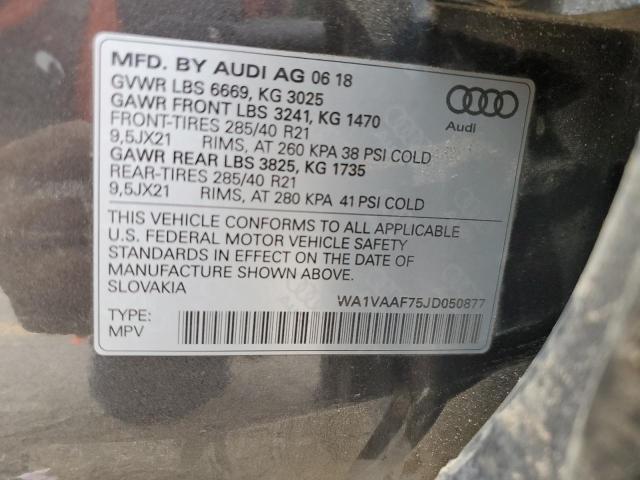 MFD. BY AUDI AG 06 18
GVWR LBS 6669, KG 3025
GAWR FRONT LBS 3241, KG 1470
FRONT-TIRES 285/40 R21
9,5JX21 RIMS, AT 260 KPA 38 PSI COLD
GAWR REAR LBS 3825, KG 1735
REAR-TIRES 285/40 R21
9,5JX21 RIMS, AT 280 KPA 41 PSI COLD
Audi
THIS VEHICLE CONFORMS TO ALL APPLICABLE
U.S. FEDERAL MOTOR VEHICLE SAFETY
STANDARDS IN EFFECT ON THE DATE OF
MANUFACTURE SHOWN ABOVE.
SLOVAKIA
WA1VAAF75JD050877
TYPE:
MPV